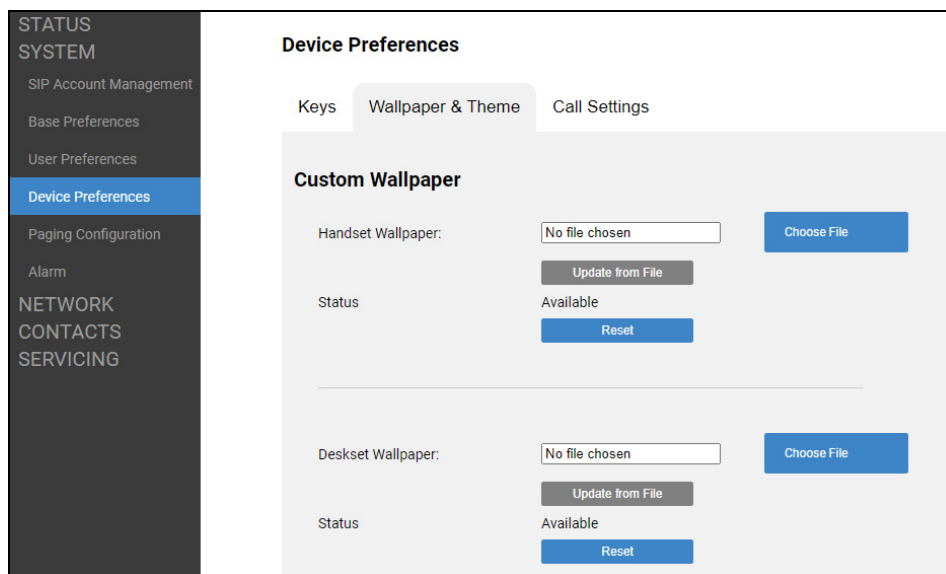 STATUS
SYSTEM
SIP Account Management
Base Preferences
User Preferences
Device Preferences
Paging Configuration
Alarm
NETWORK
CONTACTS
SERVICING
Device Preferences
Keys Wallpaper & Theme Call Settings
Custom Wallpaper
Handset Wallpaper: No file chosen Choose File
Update from File
Status Available
Reset
Deskset Wallpaper: No file chosen Choose File
Update from File
Status Available
Reset